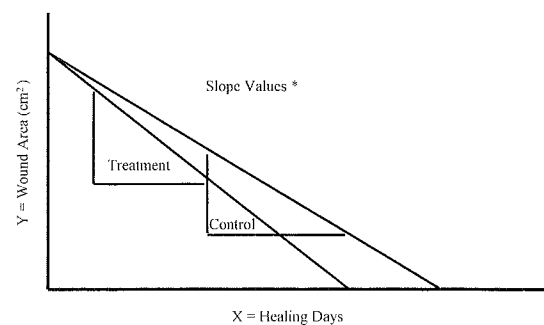 Slope Values *
Treatment
Control
Y = Wound Area (cm²)
X = Healing Days